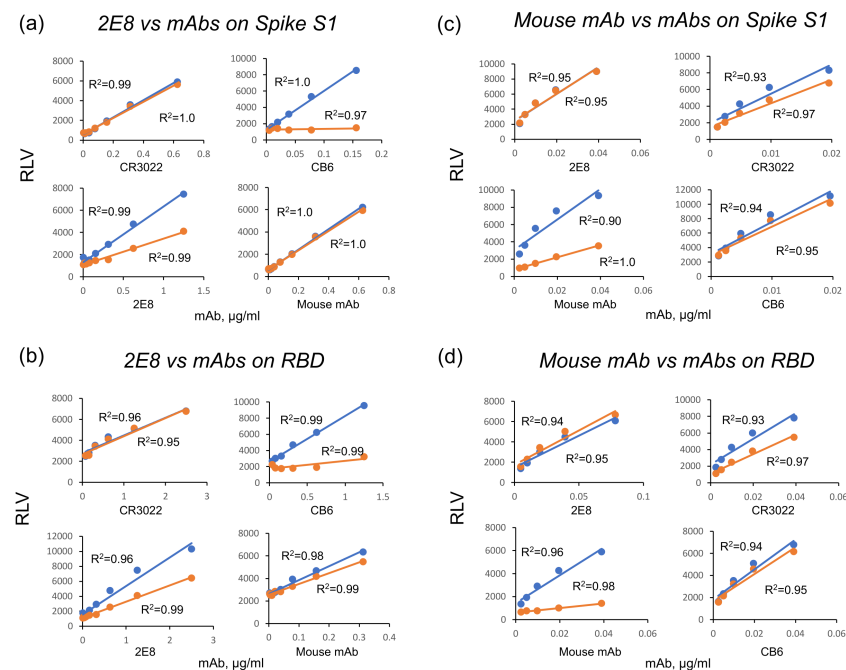 (a) 2E8 vs mAbs on Spike S1
RLV
8000
6000
4000
2000
0
R²=0.99
R²=1.0
0 0.2 0.4 0.6 0.8
CR3022
10000
8000
6000
4000
2000
0
R²=1.0
R²=0.97
0 0.05 0.1 0.15 0.2
CB6
8000
6000
4000
2000
0
R²=0.99
R²=0.99
0 0.5 1 1.5
2E8
8000
6000
4000
2000
0
R²=1.0
R²=1.0
0 0.2 0.4 0.6 0.8
Mouse mAb
mAb, µg/ml
(c) Mouse mAb vs mAbs on Spike S1
RLV
10000
8000
6000
4000
2000
0
R²=0.95
R²=0.95
0 0.02 0.04 0.06
2E8
10000
8000
6000
4000
2000
0
R²=0.93
R²=0.97
0 0.01 0.02
CR3022
10000
8000
6000
4000
2000
0
R²=0.90
R²=1.0
0 0.02 0.04 0.06
Mouse mAb
12000
10000
8000
6000
4000
2000
0
R²=0.94
R²=0.95
0 0.01 0.02
CB6
mAb, µg/ml
(b) 2E8 vs mAbs on RBD
RLV
8000
6000
4000
2000
0
R²=0.96
R²=0.95
0 1 2 3
CR3022
10000
8000
6000
4000
2000
0
R²=0.99
R²=0.99
0 0.5 1 1.5
CB6
12000
10000
8000
6000
4000
2000
0
R²=0.96
R²=0.99
0 1 2 3
2E8
8000
6000
4000
2000
0
R²=0.98
R²=0.99
0 0.1 0.2 0.3 0.4
Mouse mAb
mAb, µg/ml
(d) Mouse mAb vs mAbs on RBD
RLV
8000
6000
4000
2000
0
R²=0.94
R²=0.95
0 0.05 0.1
2E8
10000
8000
6000
4000
2000
0
R²=0.93
R²=0.97
0 0.02 0.04 0.06
CR3022
8000
6000
4000
2000
0
R²=0.96
R²=0.98
0 0.02 0.04 0.06
Mouse mAb
8000
6000
4000
2000
0
R²=0.94
R²=0.95
0 0.02 0.04 0.06
CB6
mAb, µg/ml